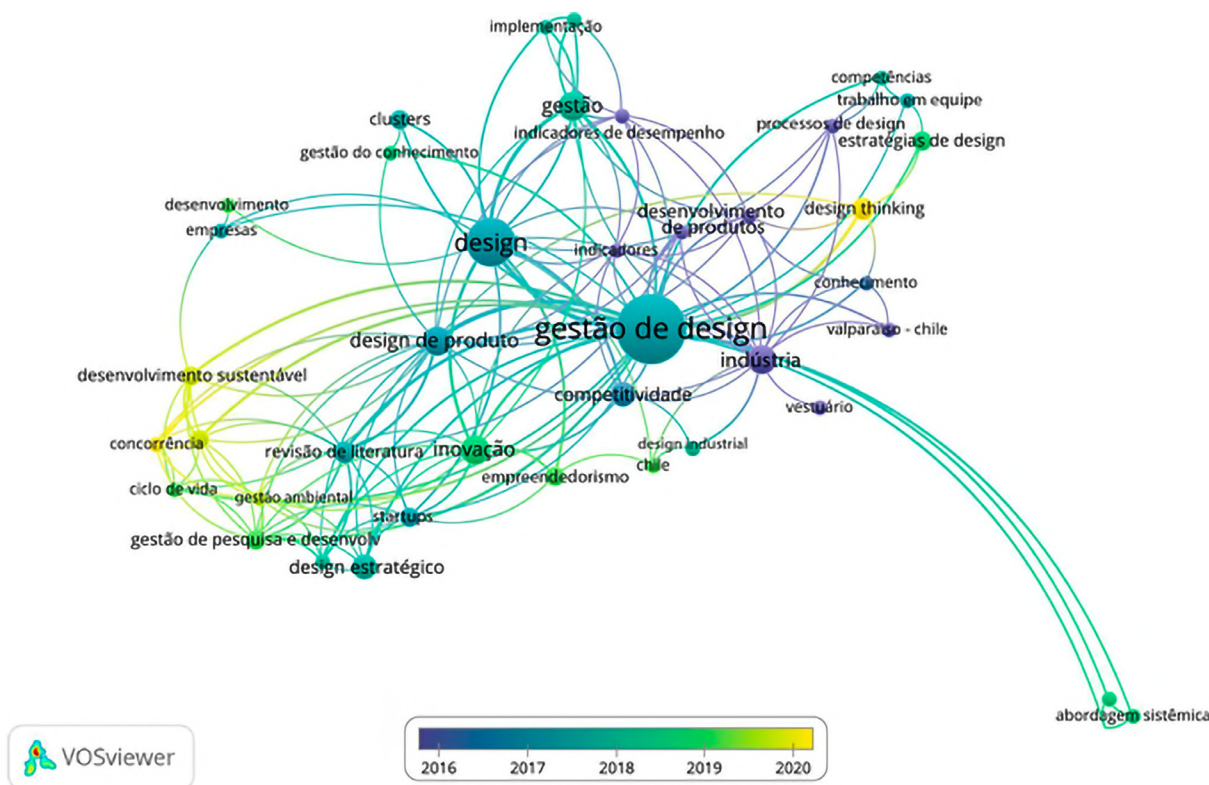 implementação
competências
gestão
trabalho em equipe
clusters
processos de design
indicadores de desempenho
estratégias de design
gestão do conhecimento
desenvolvimento
empresas
design thinking
desenvolvimento
de produtos
design
indicadores
conhecimento
gestão de design
valparaíso - chile
design de produto
indústria
desenvolvimento sustentável
competitividade
vestuário
concorrência
revisão de literatura
inovação
design industrial
chile
empreendedorismo
ciclo de vida
gestão ambiental
startups
gestão de pesquisa e desenvolv
design estratégico
abordagem sistêmica
VOSviewer
2016 2017 2018 2019 2020